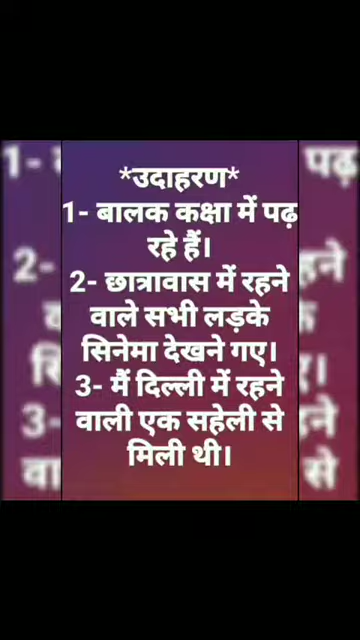 *उदाहरण*
1- बालक कक्षा में पढ़
रहे हैं।
2- छात्रावास में रहने
वाले सभी लड़के
सिनेमा देखने गए।
3- मैं दिल्ली में रहने
वाली एक सहेली से
मिली थी।